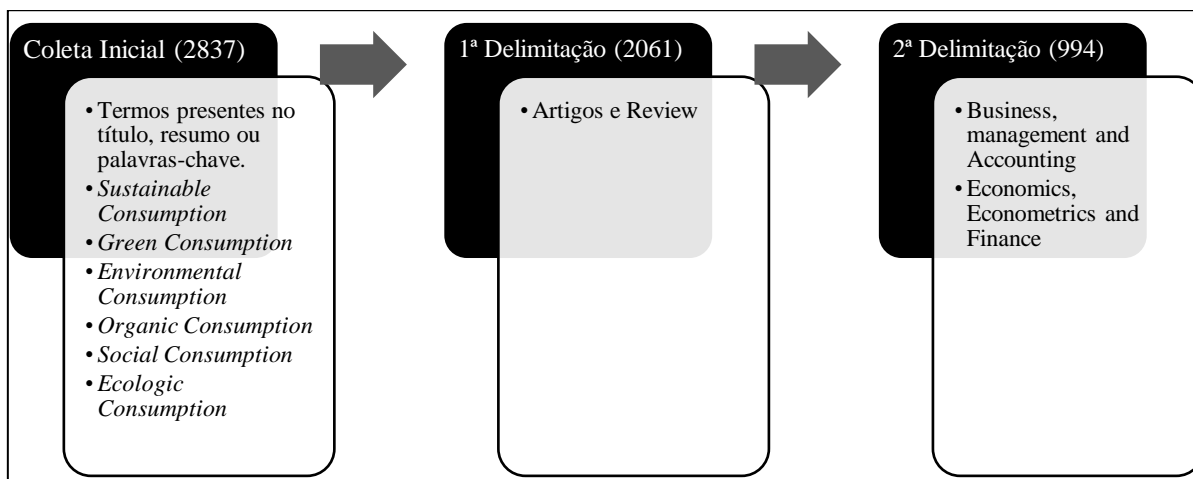 Coleta Inicial (2837)
• Termos presentes no
título, resumo ou
palavras-chave.
• Sustainable
Consumption
• Green Consumption
• Environmental
Consumption
• Organic Consumption
• Social Consumption
• Ecologic
Consumption
1ª Delimitação (2061)
• Artigos e Review
2ª Delimitação (994)
• Business,
management and
Accounting
• Economics,
Econometrics and
Finance